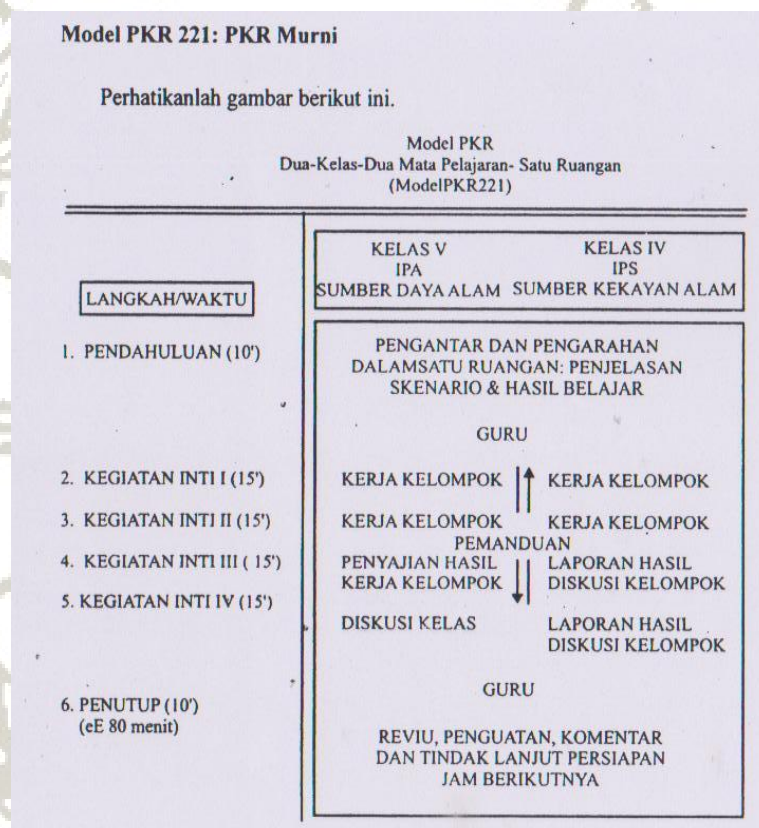 Model PKR 221: PKR Murni
Perhatikanlah gambar berikut ini.
Model PKR
Dua-Kelas-Dua Mata Pelajaran- Satu Ruangan
(ModelPKR221)
LANGKAH/WAKTU
KELAS V KELAS IV
IPA IPS
SUMBER DAYA ALAM SUMBER KEKAYAN ALAM
1. PENDAHULUAN (10')
PENGANTAR DAN PENGARAHAN
DALAMSATU RUANGAN: PENJELASAN
SKENARIO & HASIL BELAJAR
GURU
2. KEGIATAN INTI I (15') KERJA KELOMPOK KERJA KELOMPOK
3. KEGIATAN INTI II (15') KERJA KELOMPOK KERJA KELOMPOK
PEMANDUAN
4. KEGIATAN INTI III ( 15') PENYAJIAN HASIL LAPORAN HASIL
KERJA KELOMPOK DISKUSI KELOMPOK
5. KEGIATAN INTI IV (15')
DISKUSI KELAS LAPORAN HASIL
DISKUSI KELOMPOK
GURU
6. PENUTUP (10')
(eE 80 menit)
REVIU, PENGUATAN, KOMENTAR
DAN TINDAK LANJUT PERSIAPAN
JAM BERIKUTNYA